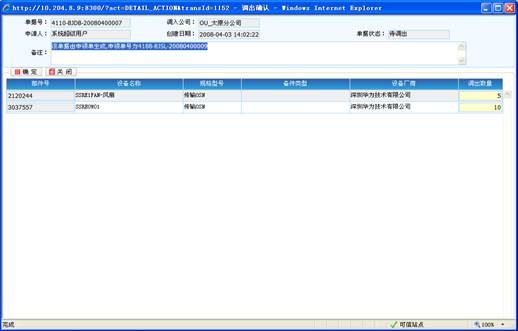 http://10.204.8.9:8300/?act=DETAIL_ACTION&transId=1152 - 调出确认 - Windows Internet Explorer
单据号： 4110-BJDB-20080400007 调入公司： OU_太原分公司
申请人： 系统超级用户 创建日期： 2008-04-03 14:02:22 单据状态： 待调出
备注： 该单据由申领单生成,申领单号为4188-BJSL-20080400009
确 定 关 闭
部件号 设备名称 规格型号 备件类型 设备厂商 调出数量
2120244 SSRE1FAN-风扇 传输OSN 深圳华为技术有限公司 5
3037557 传输OSN 深圳华为技术有限公司 10
完成 可信站点 100%